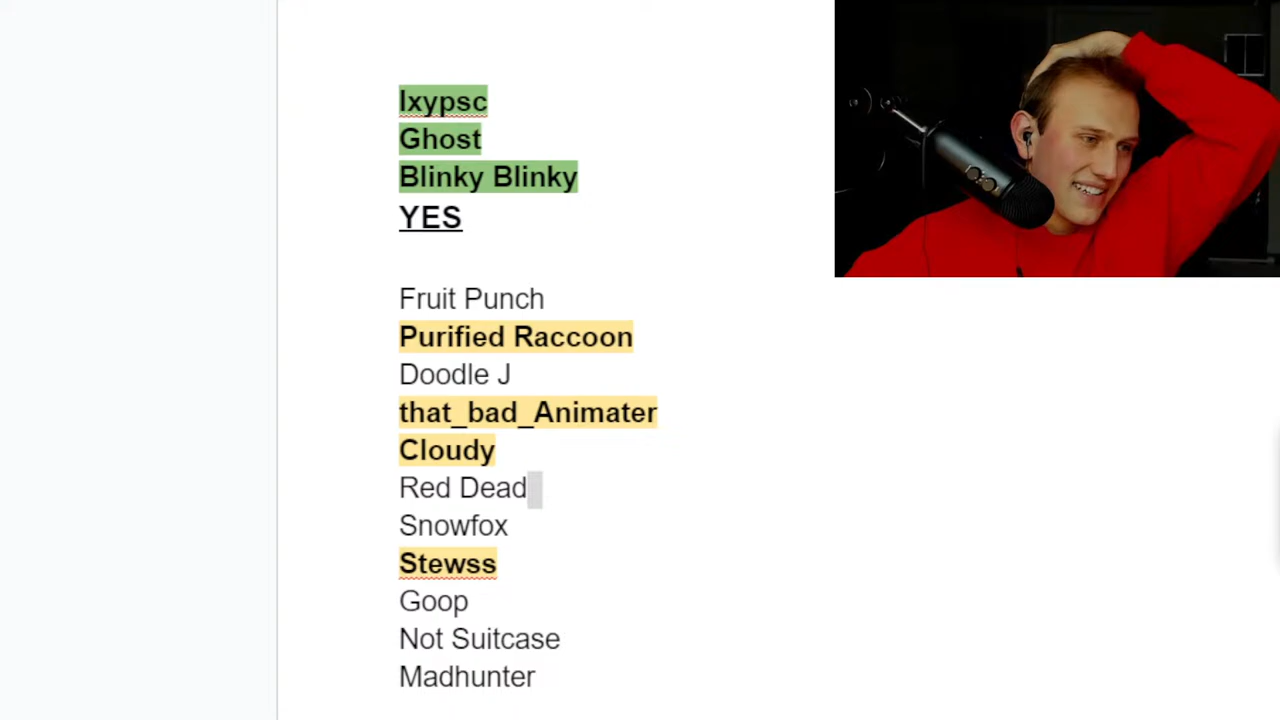 lxypsc
Ghost
Blinky Blinky
YES
Fruit Punch
Purified Raccoon
Doodle J
that_bad_Animater
Cloudy
Red Dead
Snowfox
Stewss
Goop
Not Suitcase
Madhunter